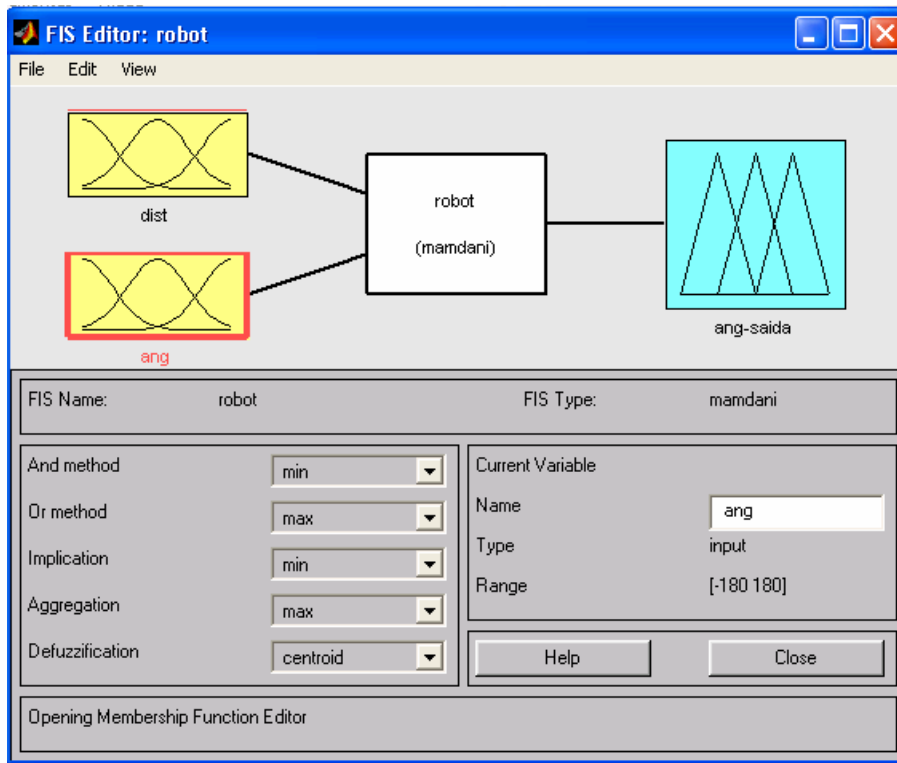 FIS Editor: robot
File Edit View
dist
robot
(mamdani)
ang-saida
ang
FIS Name: robot FIS Type: mamdani
And method min
Or method max
Implication min
Aggregation max
Defuzzification centroid
Current Variable
Name ang
Type input
Range [-180 180]
Help Close
Opening Membership Function Editor